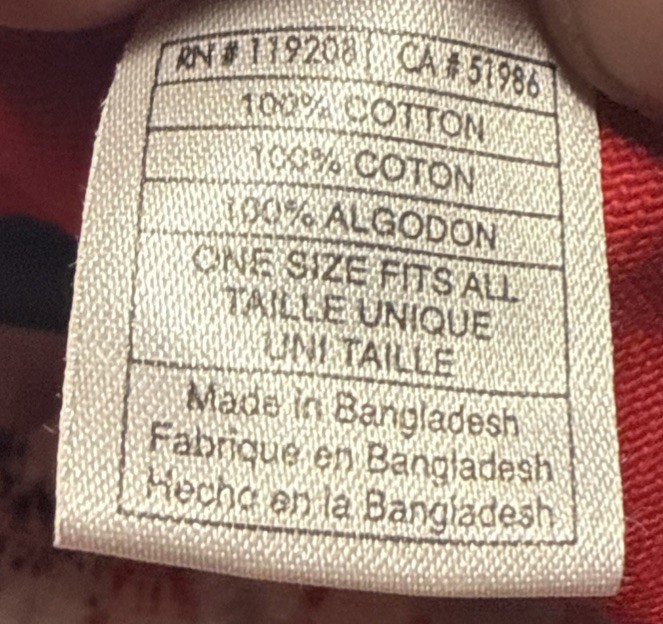 RN # 119208 CA # 51986
100% COTTON
100% COTON
100% ALGODON
ONE SIZE FITS ALL
TAILLE UNIQUE
UNI TAILLE
Made in Bangladesh
Fabrique en Bangladesh
Hecho en la Bangladesh